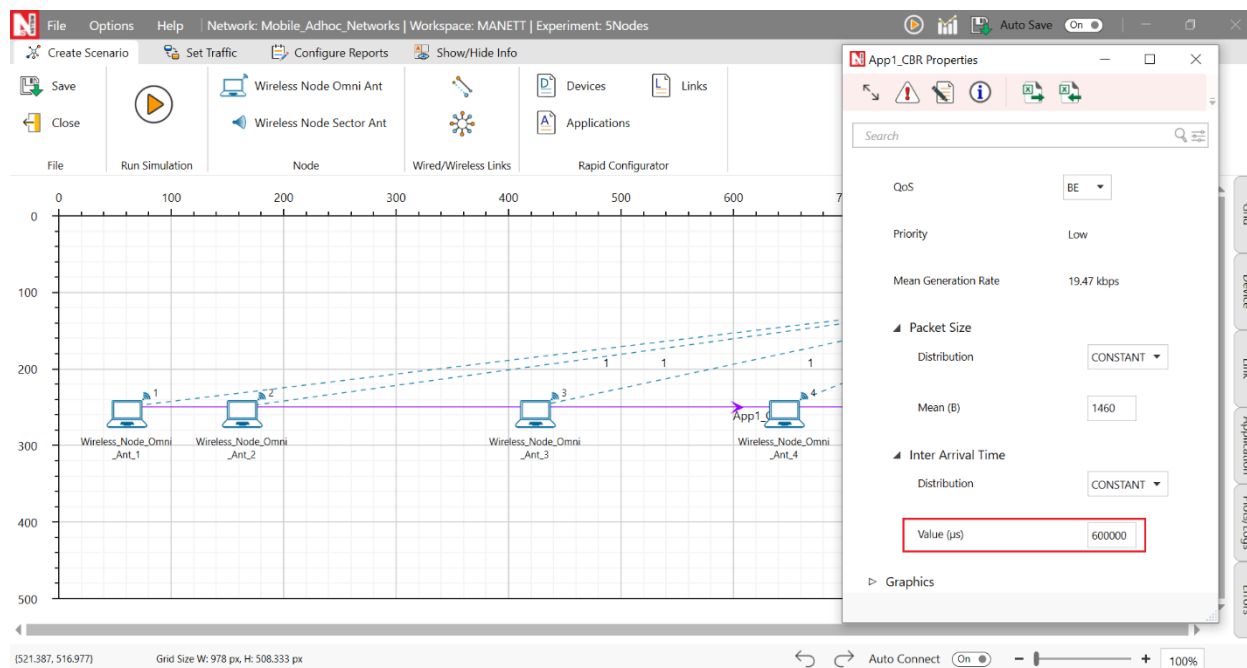 File Options Help Network: Mobile_Adhoc_Networks | Workspace: MANETT | Experiment: 5Nodes Auto Save On
Create Scenario Set Traffic Configure Reports Show/Hide Info
Save
Close
File
Run Simulation
Wireless Node Omni Ant
Wireless Node Sector Ant
Node
Wired/Wireless Links
Devices Links
Applications
Rapid Configurator
0 100 200 300 400 500 600
0
100
200
300
400
500
1 1 1
1 2 3 4
App1_
Wireless_Node_Omni
_Ant_1
Wireless_Node_Omni
_Ant_2
Wireless_Node_Omni
_Ant_3
Wireless_Node_Omni
_Ant_4
App1_CBR Properties
Search
QoS BE
Priority Low
Mean Generation Rate 19.47 kbps
Packet Size
Distribution CONSTANT
Mean (B) 1460
Inter Arrival Time
Distribution CONSTANT
Value (μs) 600000
Graphics
Link
Application
Plots/Logs
(521.387, 516.977) Grid Size W: 978 px, H: 508.333 px Auto Connect On 100%